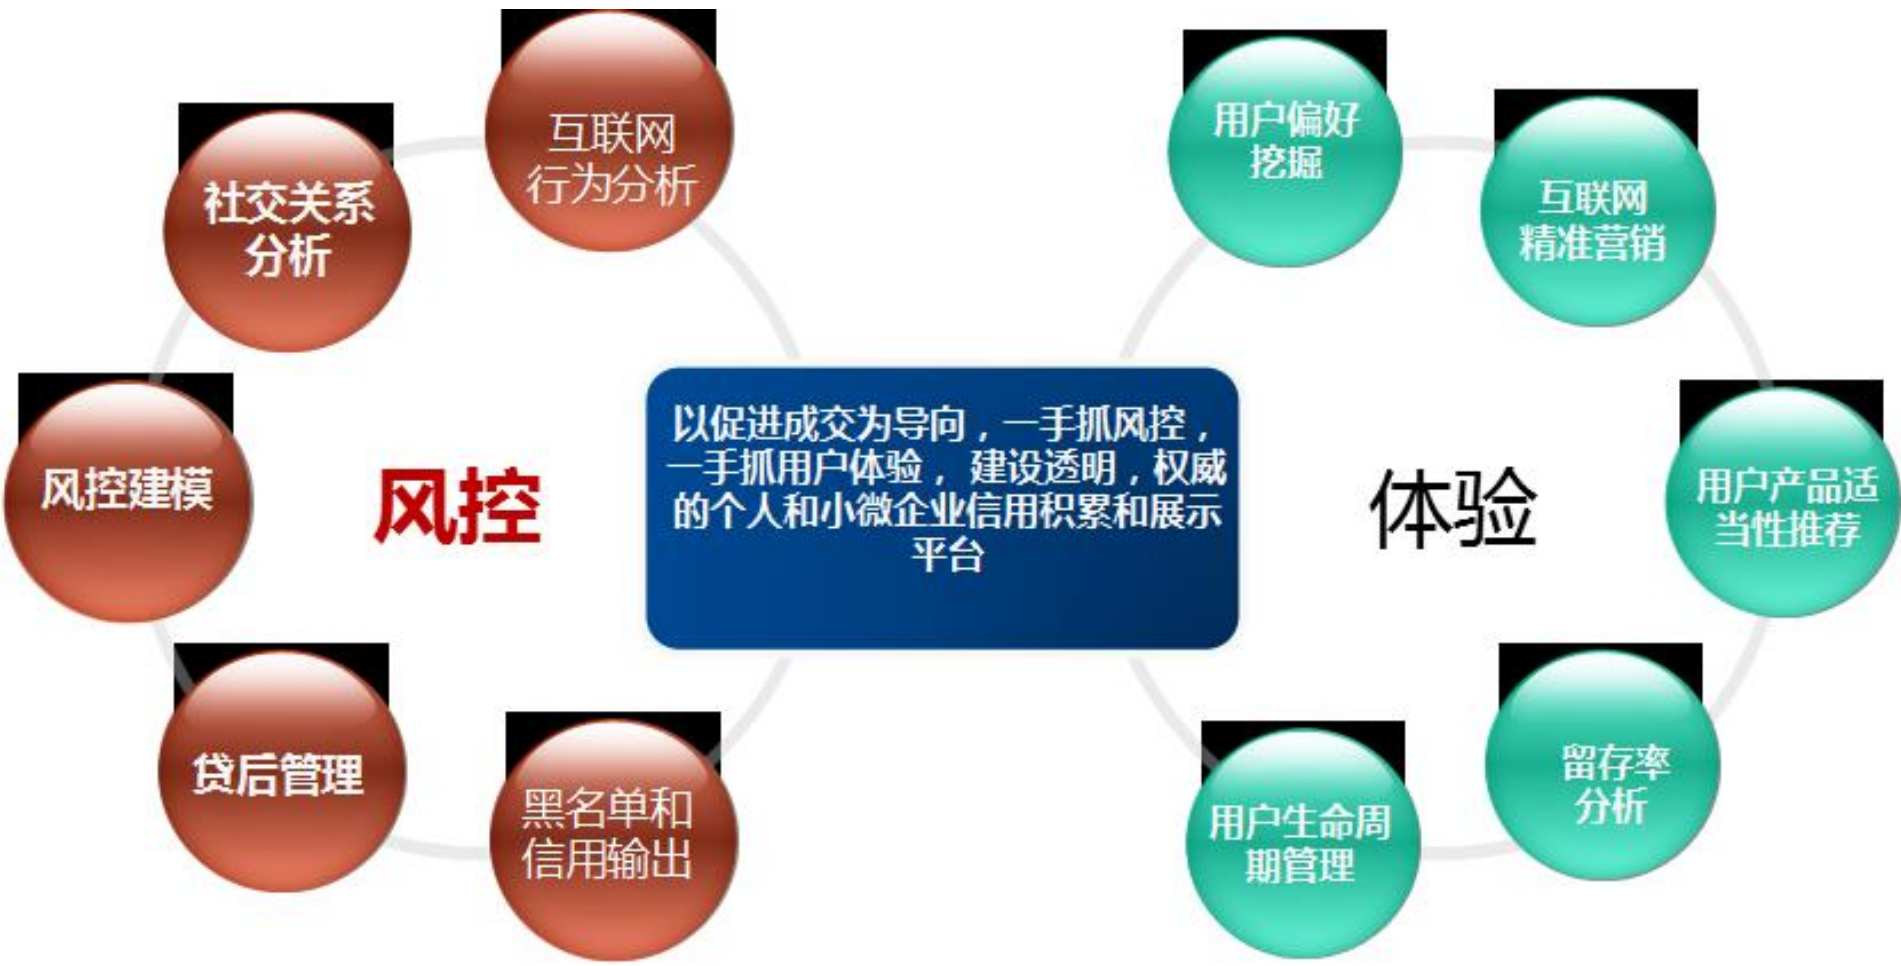 互联网
行为分析
社交关系
分析
风控建模
贷后管理
黑名单和
信用输出
风控
以促进成交为导向，一手抓风控，
一手抓用户体验， 建设透明，权威
的个人和小微企业信用积累和展示
平台
体验
用户偏好
挖掘
互联网
精准营销
用户产品适
当性推荐
留存率
分析
用户生命周
期管理